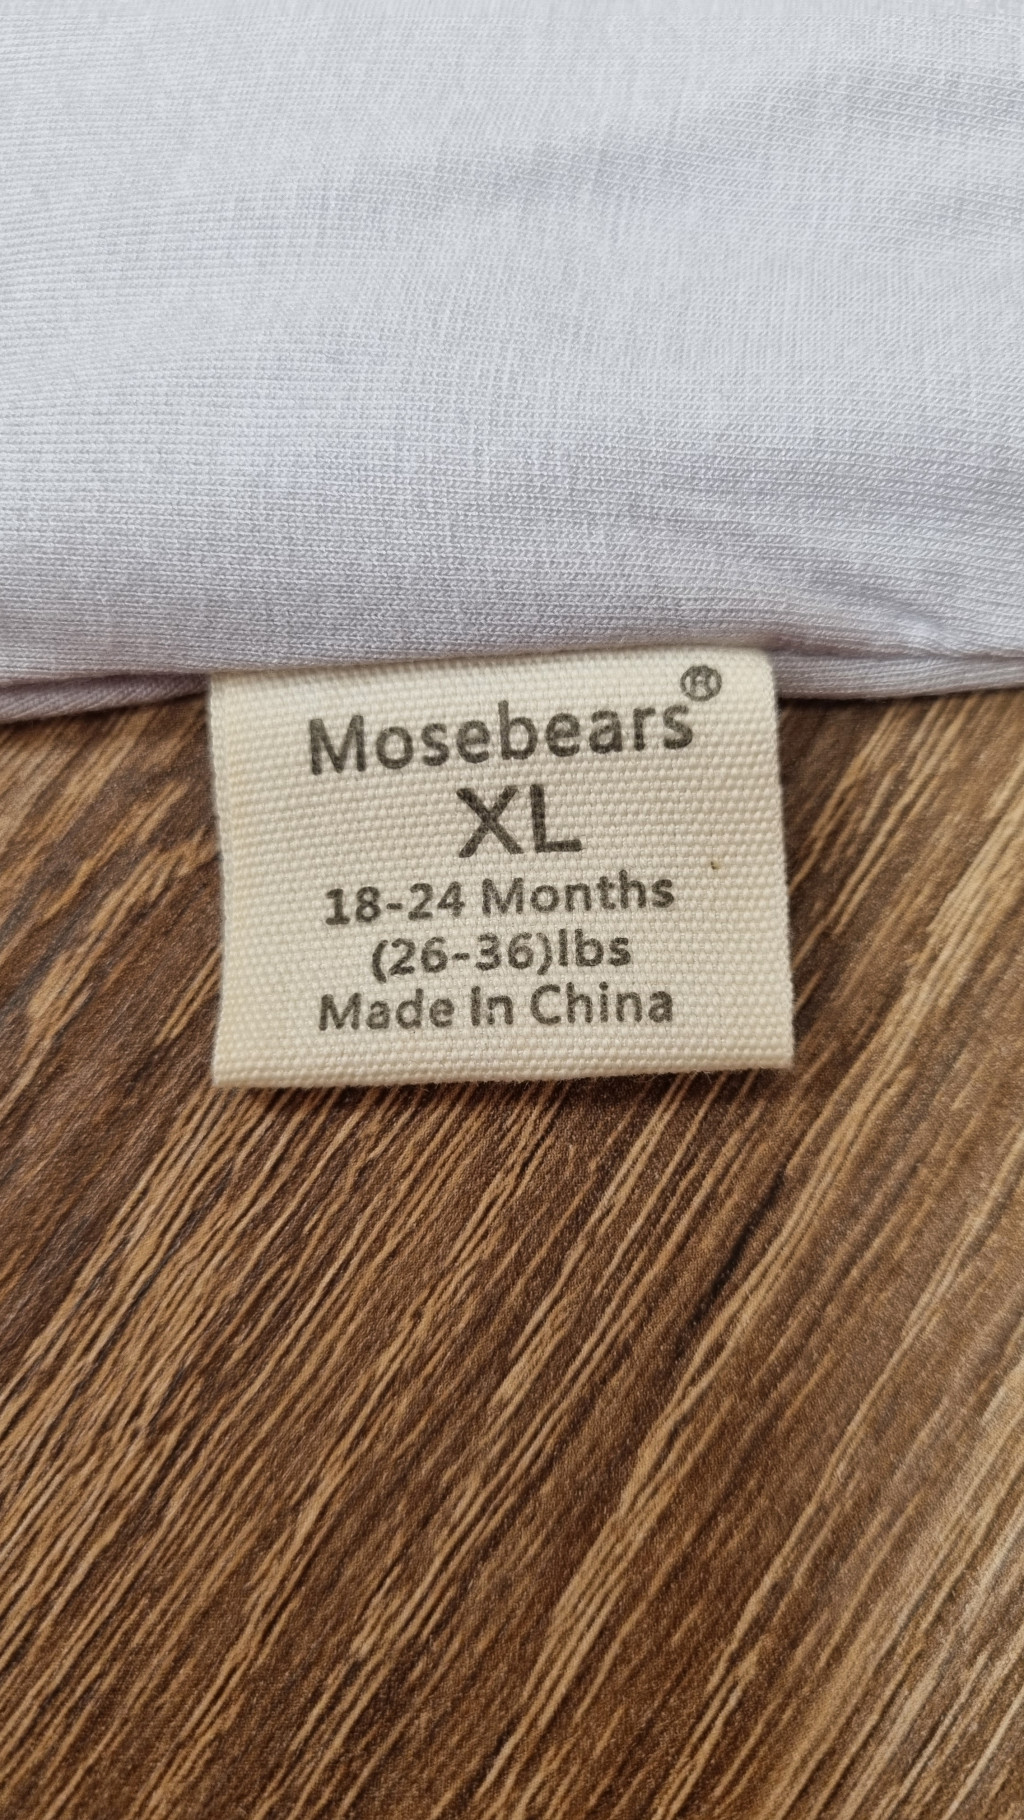 Mosebears®
XL
18-24 Months
(26-36)lbs
Made In China